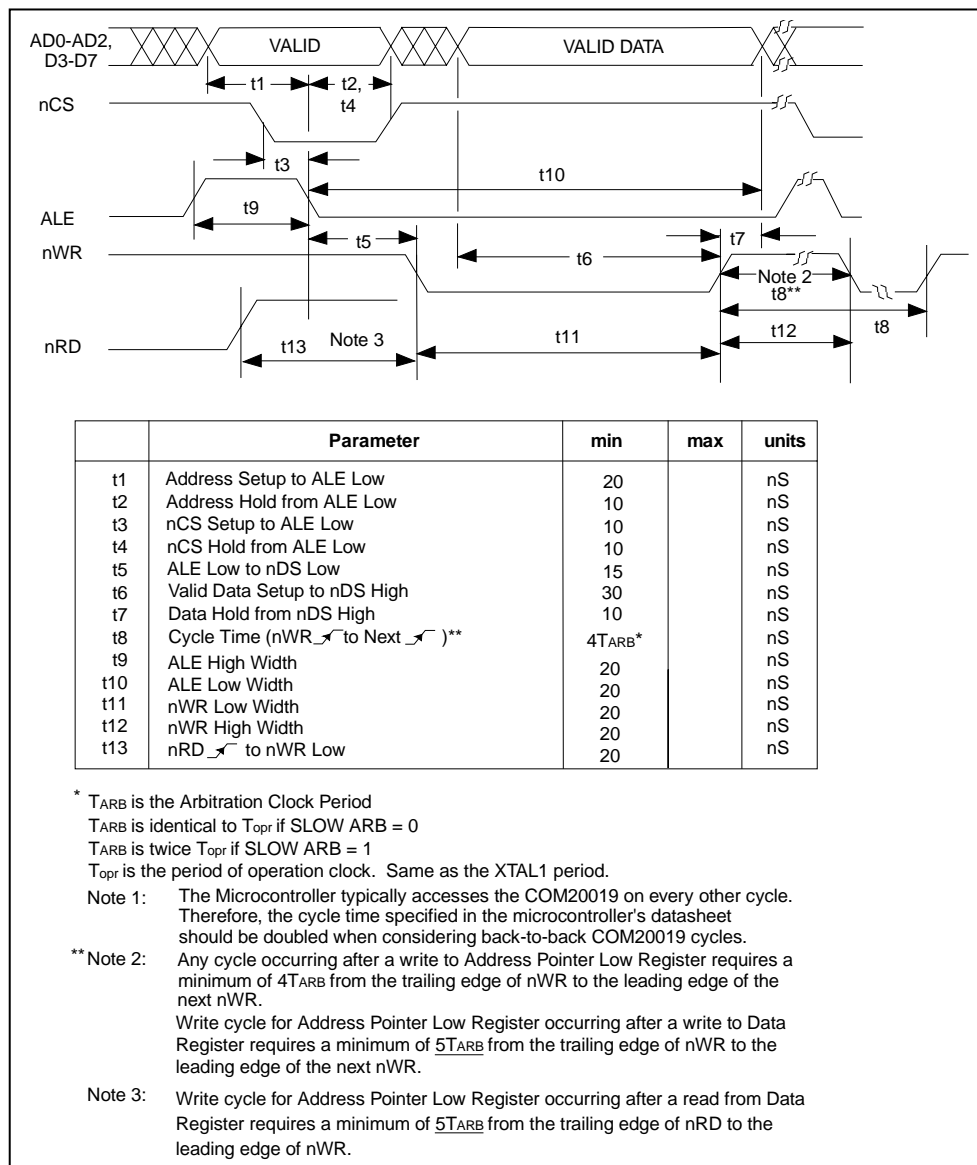 AD0-AD2,
D3-D7
VALID
VALID DATA
t1
t2,
t4
nCS
t3
t10
ALE
t9
nWR
t5
t6
t7
Note 2
t8**
t8
nRD
t13
Note 3
t11
t12
Parameter min max units
t1 Address Setup to ALE Low 20 nS
t2 Address Hold from ALE Low 10 nS
t3 nCS Setup to ALE Low 10 nS
t4 nCS Hold from ALE Low 10 nS
t5 ALE Low to nDS Low 15 nS
t6 Valid Data Setup to nDS High 30 nS
t7 Data Hold from nDS High 10 nS
t8 Cycle Time (nWR to Next )** 4TARB* nS
t9 ALE High Width 20 nS
t10 ALE Low Width 20 nS
t11 nWR Low Width 20 nS
t12 nWR High Width 20 nS
t13 nRD to nWR Low 20 nS
* TARB is the Arbitration Clock Period
TARB is identical to Topr if SLOW ARB = 0
TARB is twice Topr if SLOW ARB = 1
Topr is the period of operation clock. Same as the XTAL1 period.
Note 1: The Microcontroller typically accesses the COM20019 on every other cycle.
Therefore, the cycle time specified in the microcontroller's datasheet
should be doubled when considering back-to-back COM20019 cycles.
**Note 2: Any cycle occurring after a write to Address Pointer Low Register requires a
minimum of 4TARB from the trailing edge of nWR to the leading edge of the
next nWR.
Write cycle for Address Pointer Low Register occurring after a write to Data
Register requires a minimum of 5TARB from the trailing edge of nWR to the
leading edge of the next nWR.
Note 3: Write cycle for Address Pointer Low Register occurring after a read from Data
Register requires a minimum of 5TARB from the trailing edge of nRD to the
leading edge of nWR.